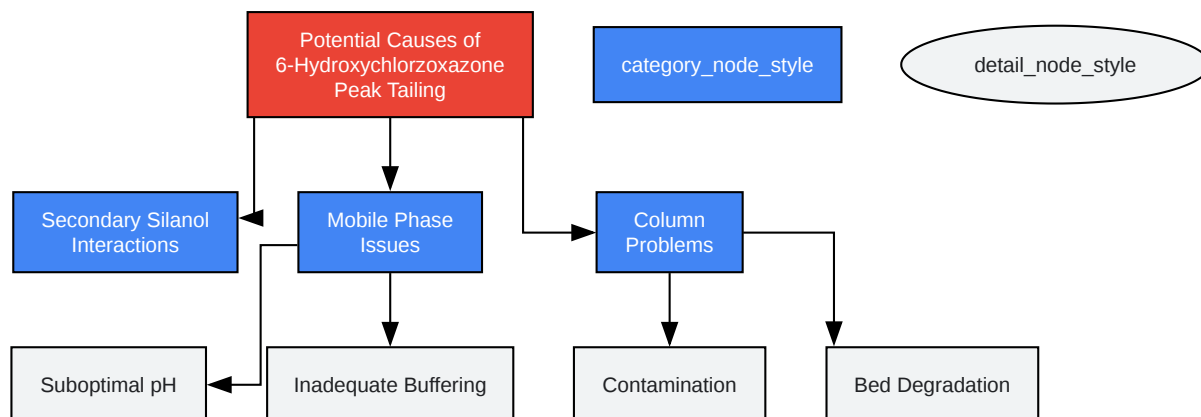 Potential Causes of
6-Hydroxychlorzoxazone
Peak Tailing
category_node_style
detail_node_style
Secondary Silanol
Interactions
Mobile Phase
Issues
Column
Problems
Suboptimal pH
Inadequate Buffering
Contamination
Bed Degradation